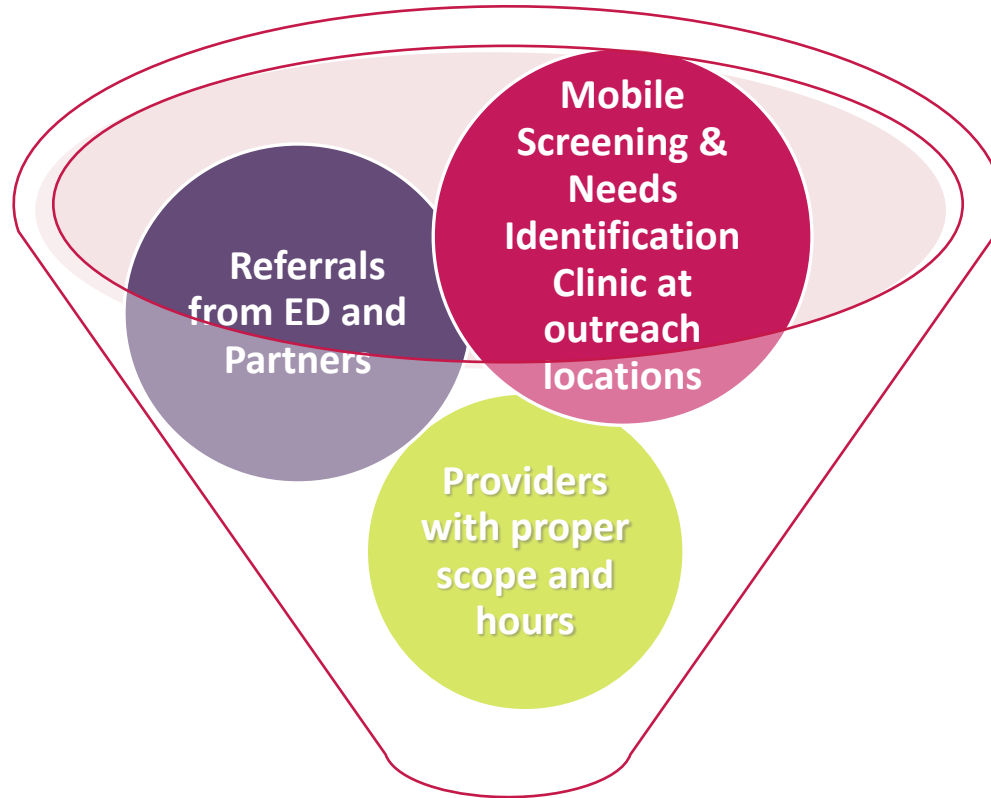 Mobile
Screening &
Needs
Identification
Clinic at
outreach
locations
Referrals
from ED and
Partners
Providers
with proper
scope and
hours